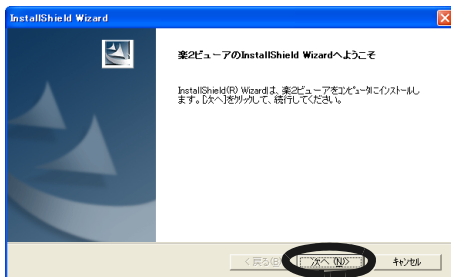 InstallShield Wizard
楽2ビューアのInstallShield Wizardへようこそ
InstallShield(R) Wizardは、楽2ビューアをコンピュータにインストールし
ます。[次へ]をクリックして、続行してください。
< 戻る(B) 次へ(N)> キャンセル